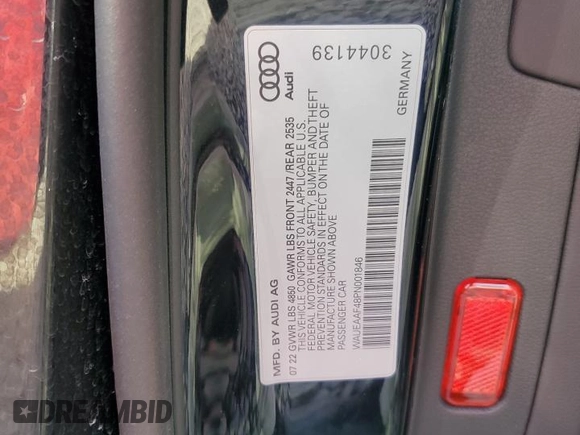 MFD. BY AUDI AG
07 22 GVWR LBS 4850 GAWR LBS FRONT 2447 /REAR 2535
THIS VEHICLE CONFORMS TO ALL APPLICABLE U.S.
FEDERAL MOTOR VEHICLE SAFETY, BUMPER AND THEFT
PREVENTION STANDARDS IN EFFECT ON THE DATE OF
MANUFACTURE SHOWN ABOVE
PASSENGER CAR
WAUEAAF48PN001846
Audi
3044139
GERMANY
DREAMBID